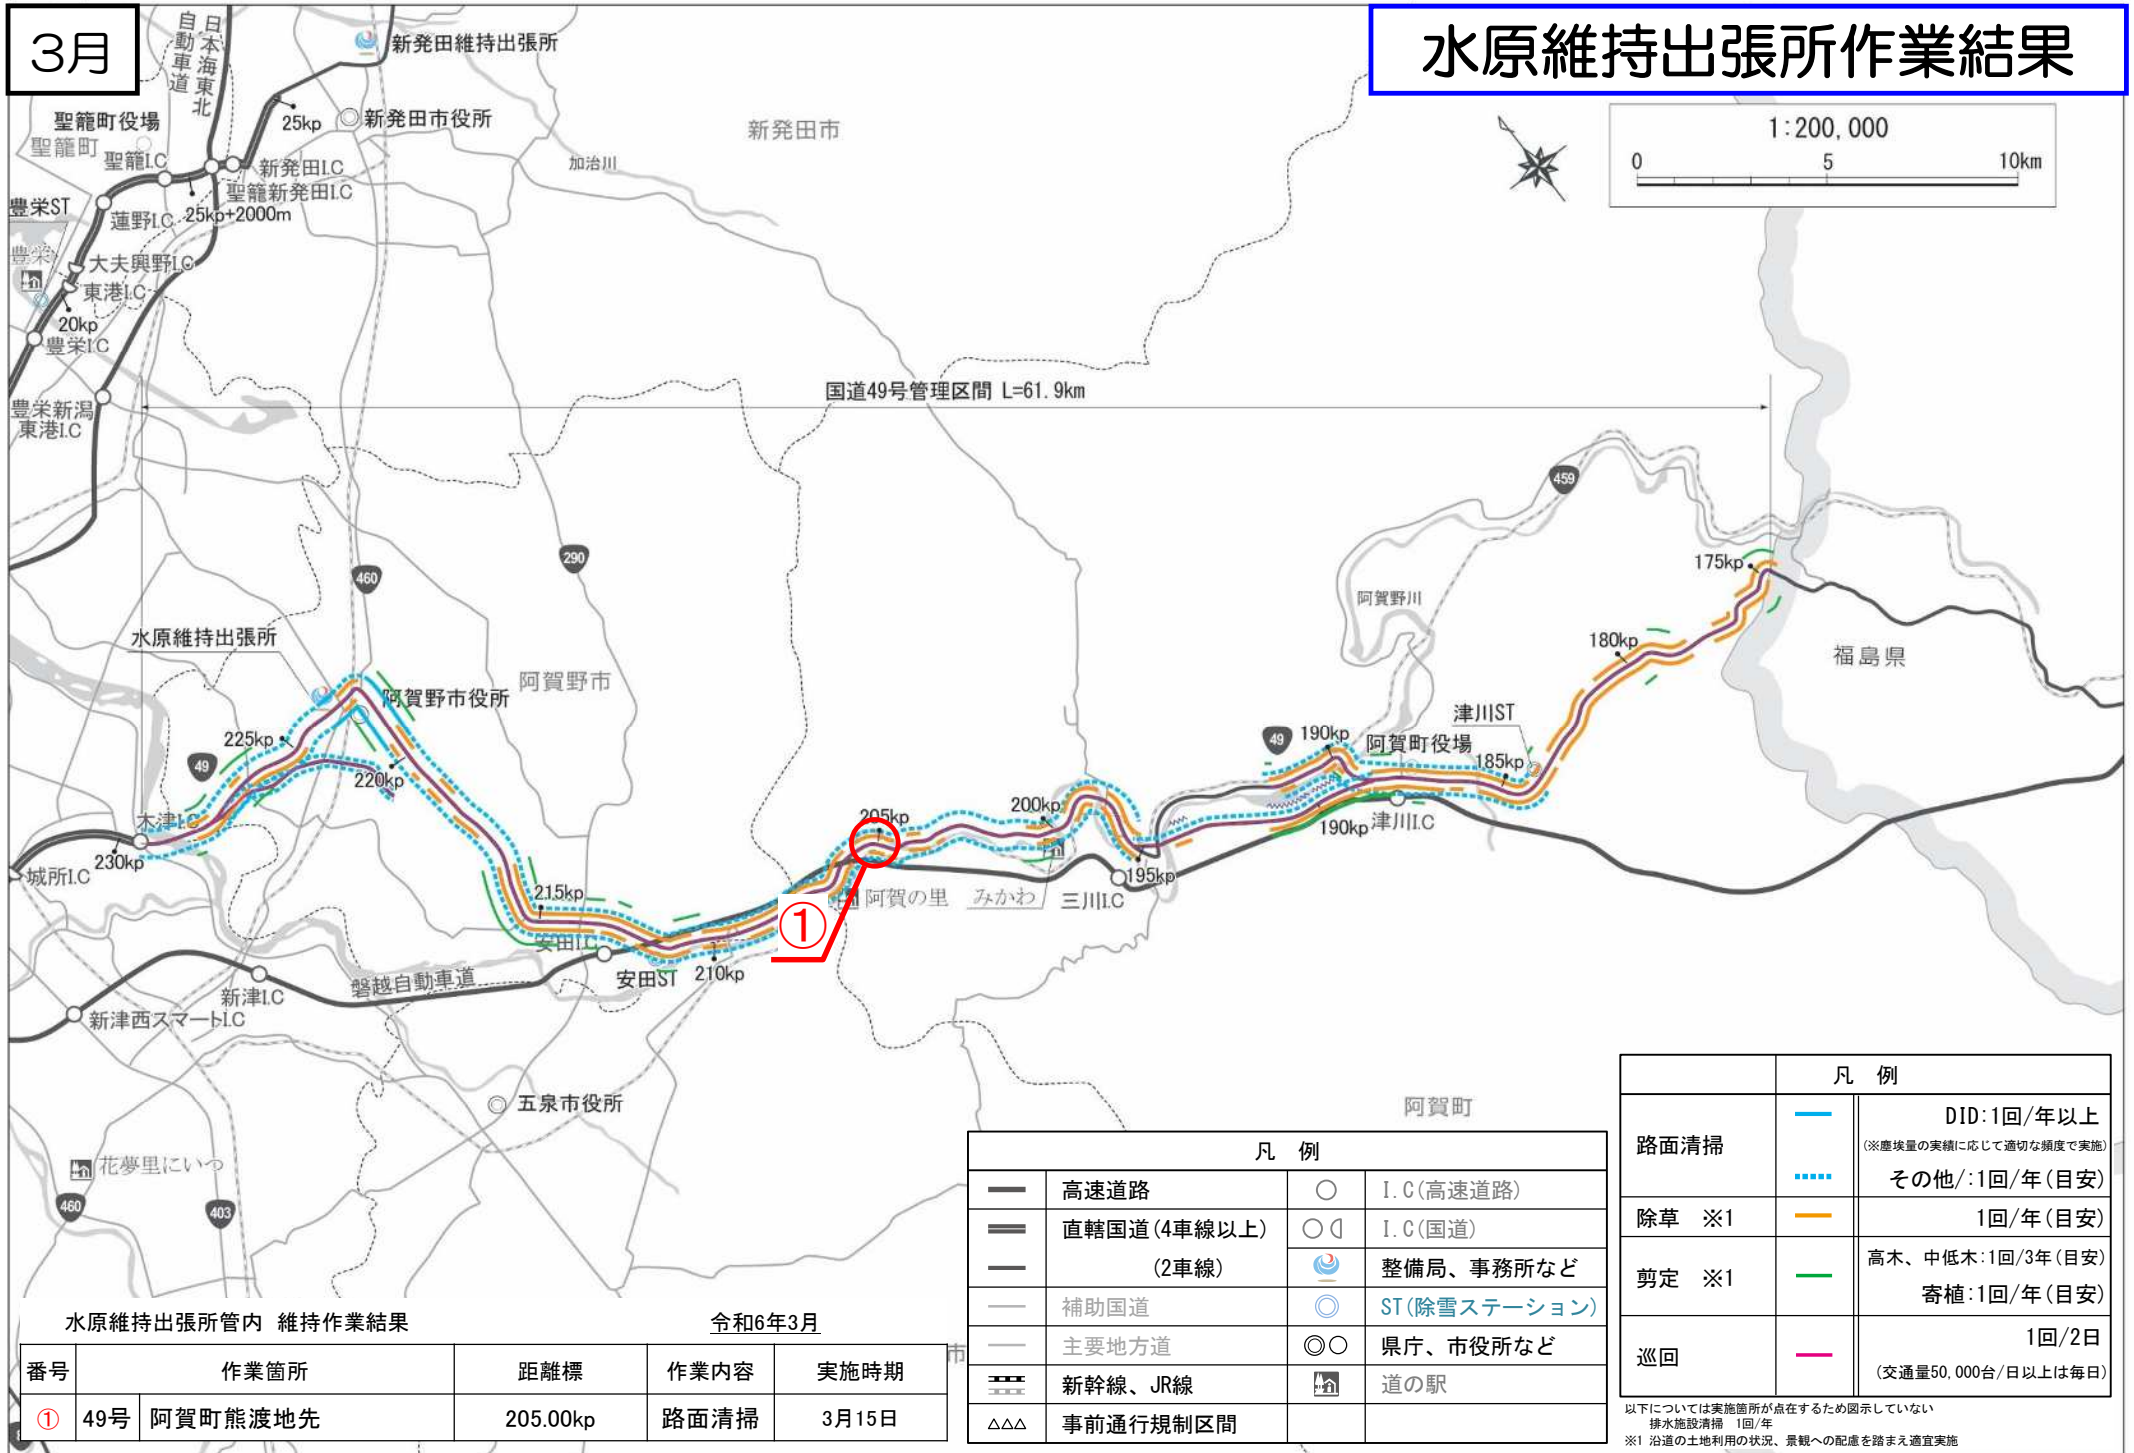 3月
水原維持出張所作業結果
日本海東北
自動車道
新発田維持出張所
新発田市役所
25kp
聖籠町役場
聖籠町
聖籠I.C
新発田I.C
聖籠新発田I.C
25kp+2000m
蓮野I.C
豊栄ST
豊栄
大夫興野I.C
東港I.C
20kp
豊栄I.C
豊栄新潟
東港I.C
新発田市
加治川
1:200,000
0 5 10km
国道49号管理区間 L=61.9km
459
290
460
175kp
阿賀野川
180kp
福島県
水原維持出張所
阿賀野市役所
阿賀野市
225kp
49
220kp
木津I.C
230kp
城所I.C
津川ST
49
190kp
阿賀町役場
185kp
190kp
津川I.C
205kp
200kp
195kp
三川I.C
阿賀の里
みかわ
①
215kp
安田I.C
安田ST
210kp
磐越自動車道
新津I.C
新津西スマートI.C
五泉市役所
花夢里にいつ
460
403
阿賀町
市
水原維持出張所管内 維持作業結果
令和6年3月
番号 作業箇所 距離標 作業内容 実施時期
① 49号 阿賀町熊渡地先 205.00kp 路面清掃 3月15日
凡 例
高速道路 I.C(高速道路)
直轄国道(4車線以上) I.C(国道)
(2車線) 整備局、事務所など
補助国道 ST(除雪ステーション)
主要地方道 県庁、市役所など
新幹線、JR線 道の駅
事前通行規制区間
凡 例
路面清掃 DID:1回/年以上
(※塵埃量の実績に応じて適切な頻度で実施)
その他/:1回/年(目安)
除草 ※1 1回/年(目安)
剪定 ※1 高木、中低木:1回/3年(目安)
寄植:1回/年(目安)
巡回 1回/2日
(交通量50,000台/日以上は毎日)
以下については実施箇所が点在するため図示していない
排水施設清掃 1回/年
※1 沿道の土地利用の状況、景観への配慮を踏まえ適宜実施